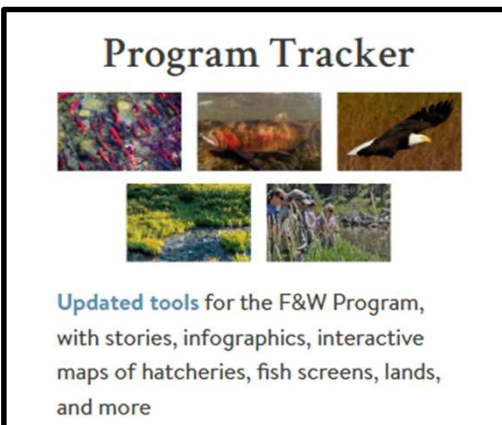 Program Tracker
Updated tools for the F&W Program,
with stories, infographics, interactive
maps of hatcheries, fish screens, lands,
and more